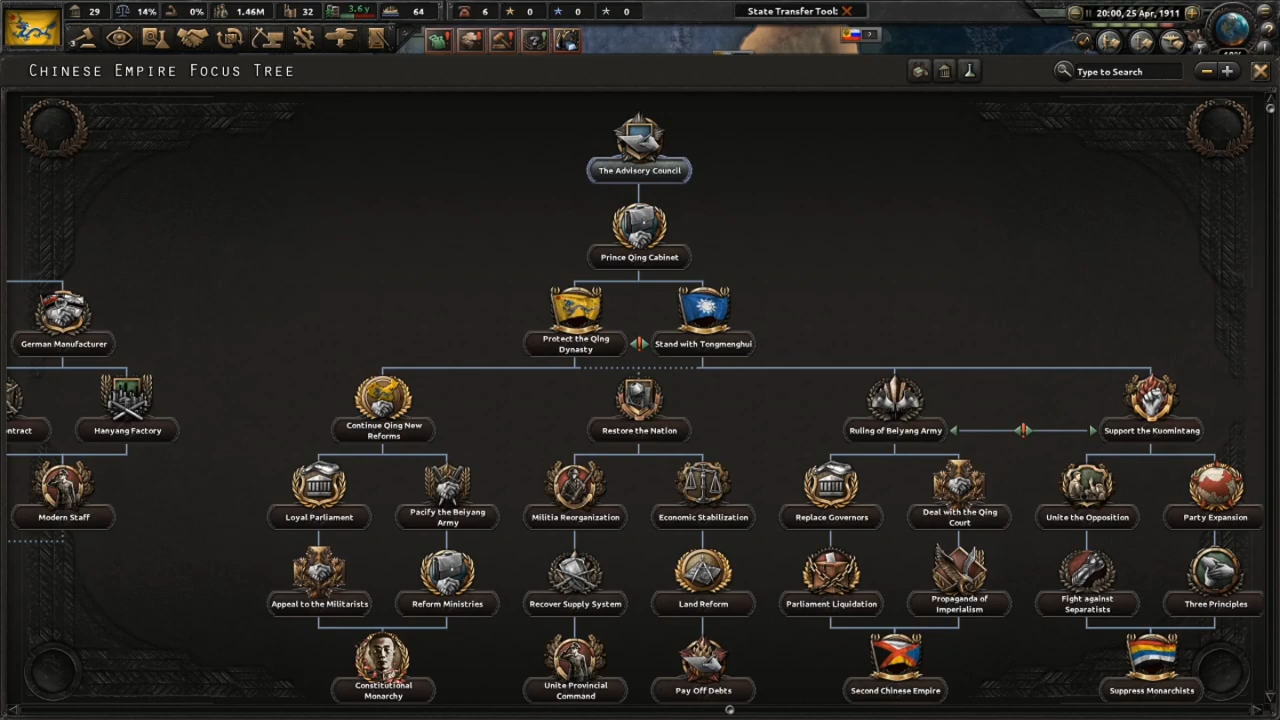 29
14%
0%
1.46M
32
3.6 y
64
6
0
0
0
State Transfer Tool:
20:00, 25 Apr, 1911
3
?
Chinese Empire Focus Tree
Type to Search
The Advisory Council
Prince Qing Cabinet
German Manufacturer
Protect the Qing
Dynasty
Stand with Tongmenghui
ontract
Hanyang Factory
Continue Qing New
Reforms
Restore the Nation
Ruling of Beiyang Army
Support the Kuomintang
Modern Staff
Loyal Parliament
Pacify the Beiyang
Army
Militia Reorganization
Economic Stabilization
Replace Governors
Deal with the Qing
Court
Unite the Opposition
Party Expansion
Appeal to the Militarists
Reform Ministries
Recover Supply System
Land Reform
Parliament Liquidation
Propaganda of
Imperialism
Fight against
Separatists
Three Principles
Constitutional
Monarchy
Unite Provincial
Command
Pay Off Debts
Second Chinese Empire
Suppress Monarchists